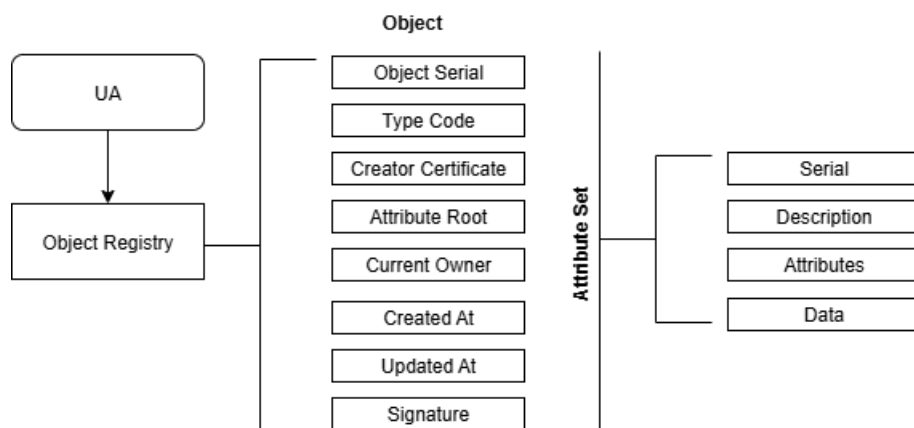 Object
UA
Object Registry
Object Serial
Type Code
Creator Certificate
Attribute Root
Current Owner
Created At
Updated At
Signature
Attribute Set
Serial
Description
Attributes
Data